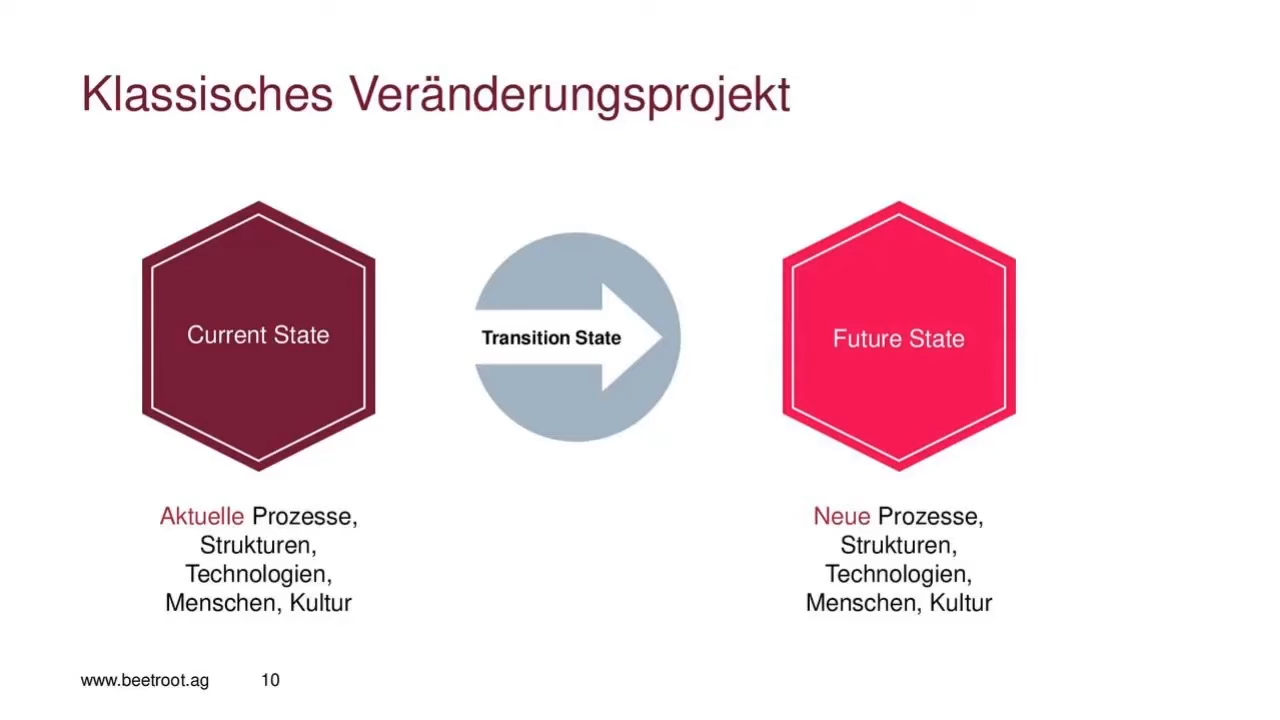 Klassisches Veränderungsprojekt
Current State
Transition State
Future State
Aktuelle Prozesse,
Strukturen,
Technologien,
Menschen, Kultur
Neue Prozesse,
Strukturen,
Technologien,
Menschen, Kultur
www.beetroot.ag 10